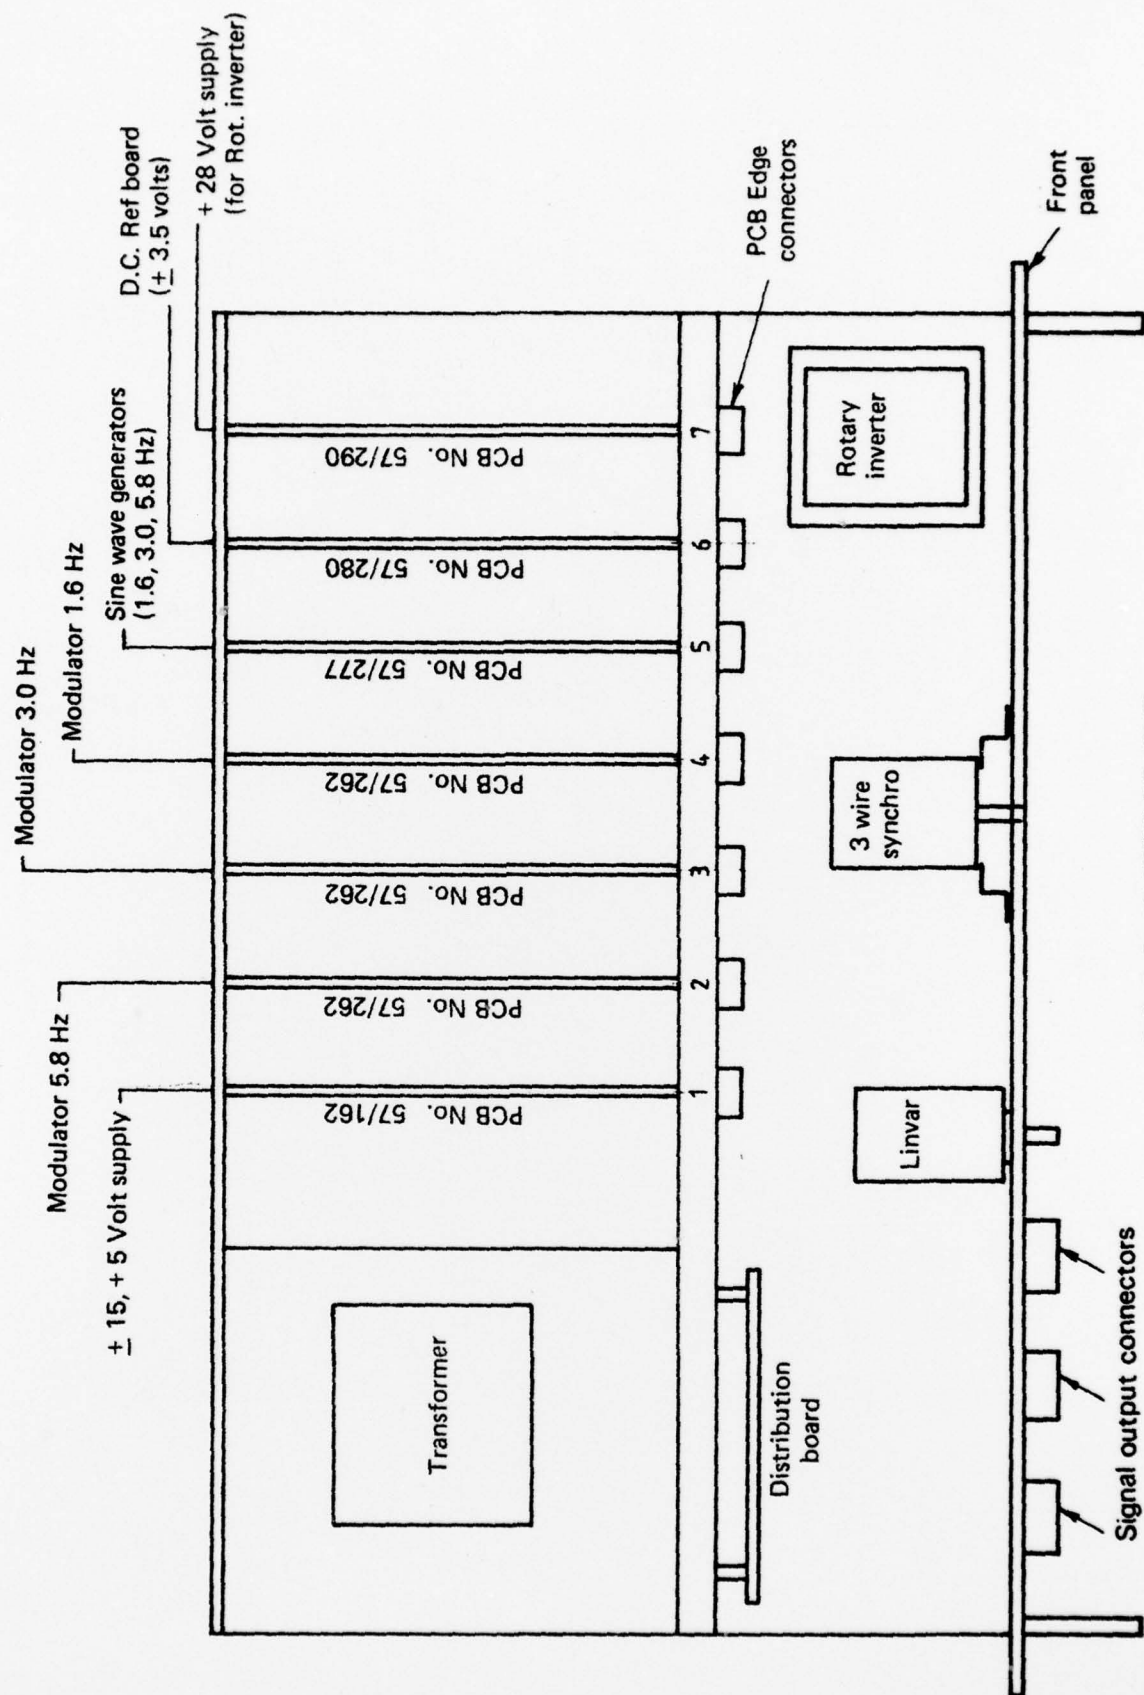 Modulator 3.0 Hz
Modulator 5.8 Hz
Modulator 1.6 Hz
± 15, + 5 Volt supply
Sine wave generators
(1.6, 3.0, 5.8 Hz)
D.C. Ref board
(± 3.5 volts)
+ 28 Volt supply
(for Rot. inverter)
Transformer
PCB No. 57/162
PCB No. 57/262
PCB No. 57/262
PCB No. 57/262
PCB No. 57/277
PCB No. 57/280
PCB No. 57/290
1
2
3
4
5
6
7
Distribution
board
PCB Edge
connectors
Linvar
3 wire
synchro
Rotary
inverter
Front
panel
Signal output connectors